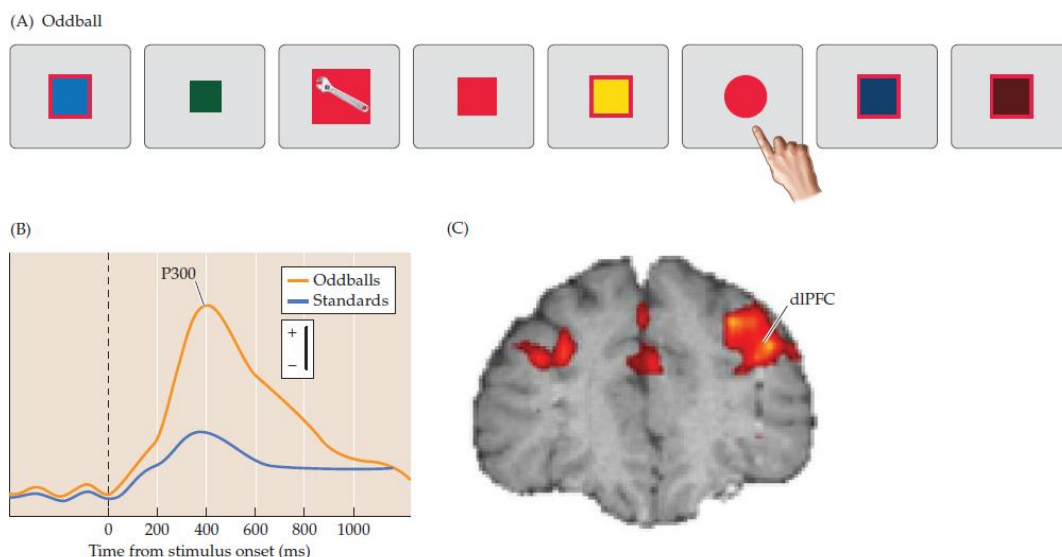 (A) Oddball
(B)
P300
Oddballs
Standards
+
–
0 200 400 600 800 1000
Time from stimulus onset (ms)
(C)
dlPFC